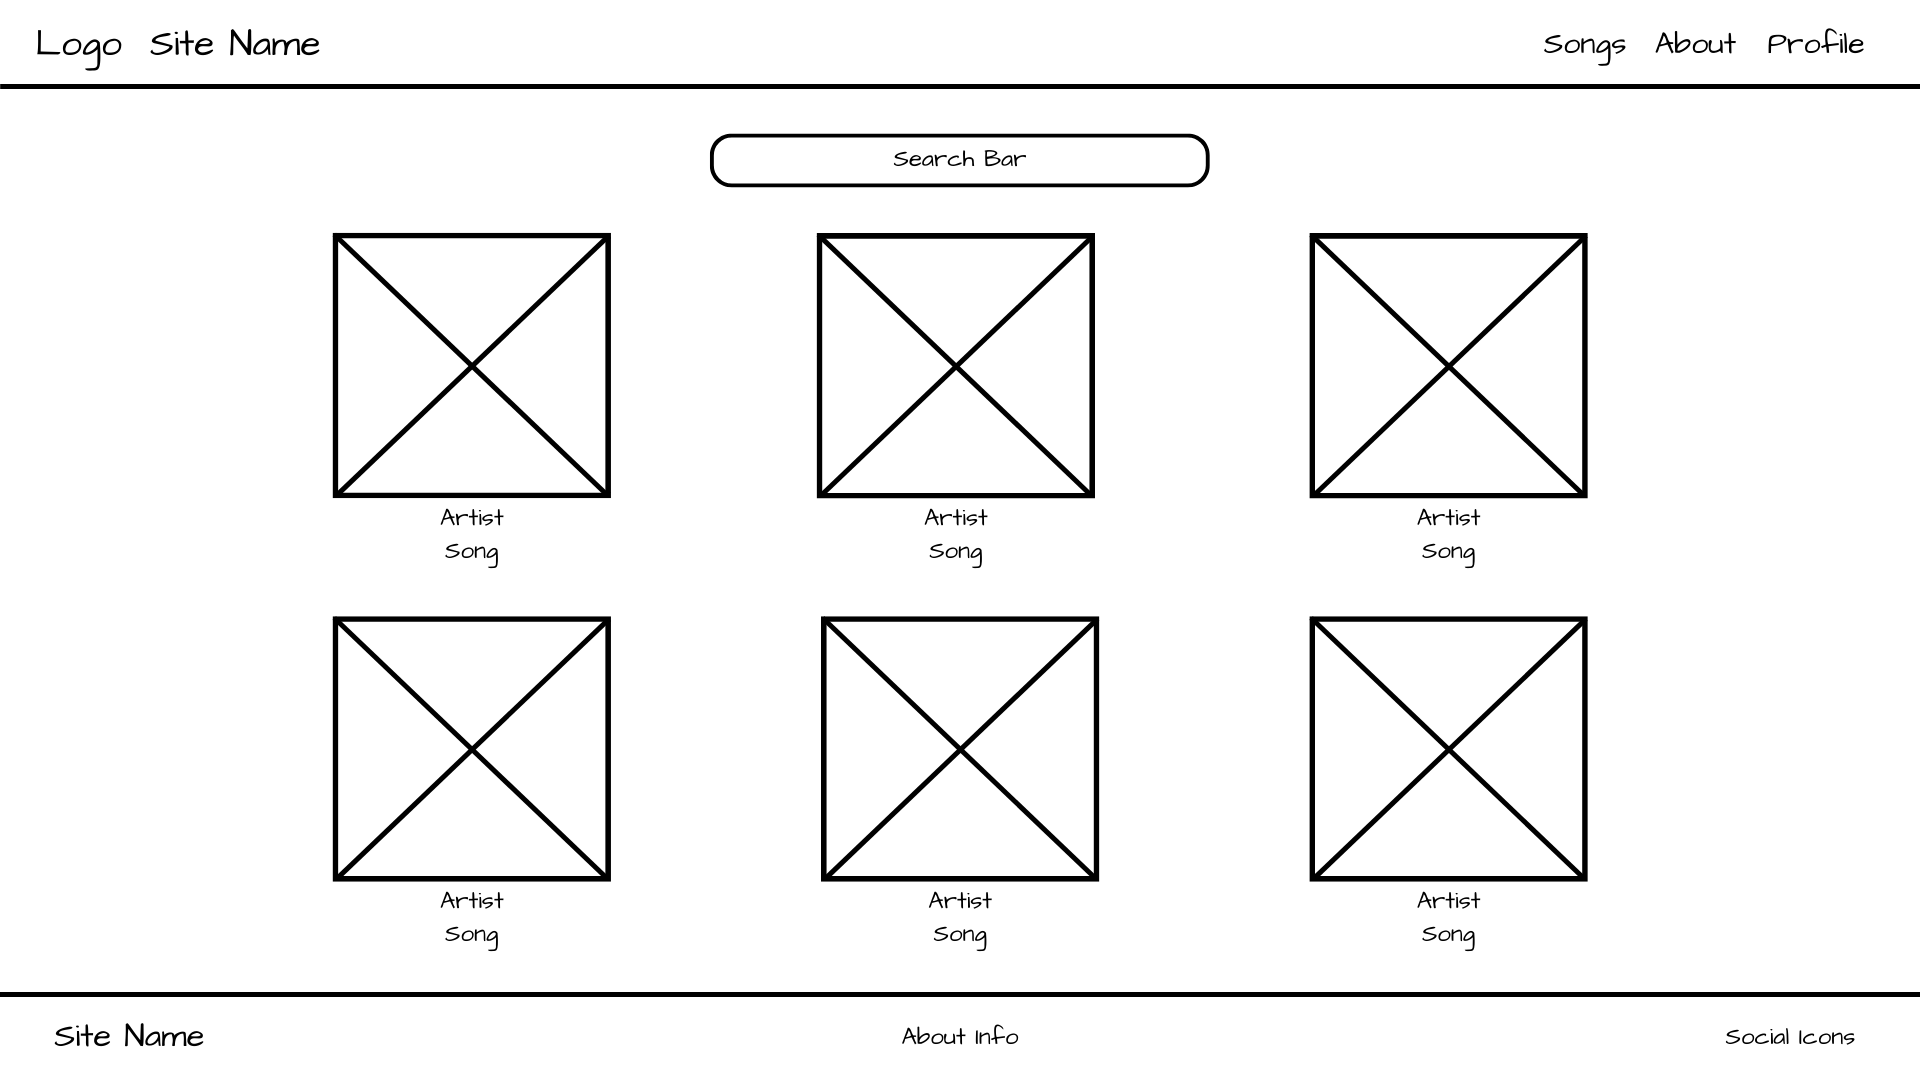 Logo Site Name Songs About Profile
Search Bar
Artist Artist Artist
Song Song Song
Artist Artist Artist
Song Song Song
Site Name About Info Social Icons